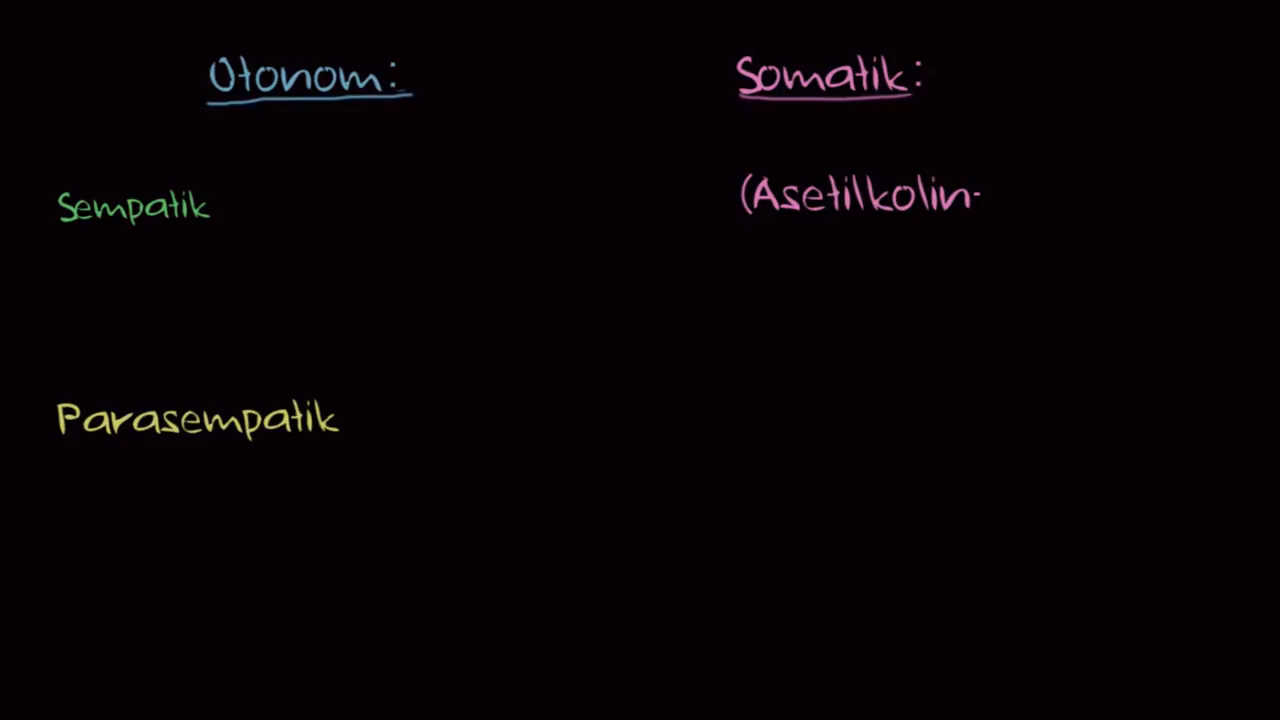 Otonom:
Somatik:
Sempatik
(Asetilkolin-
Parasempatik